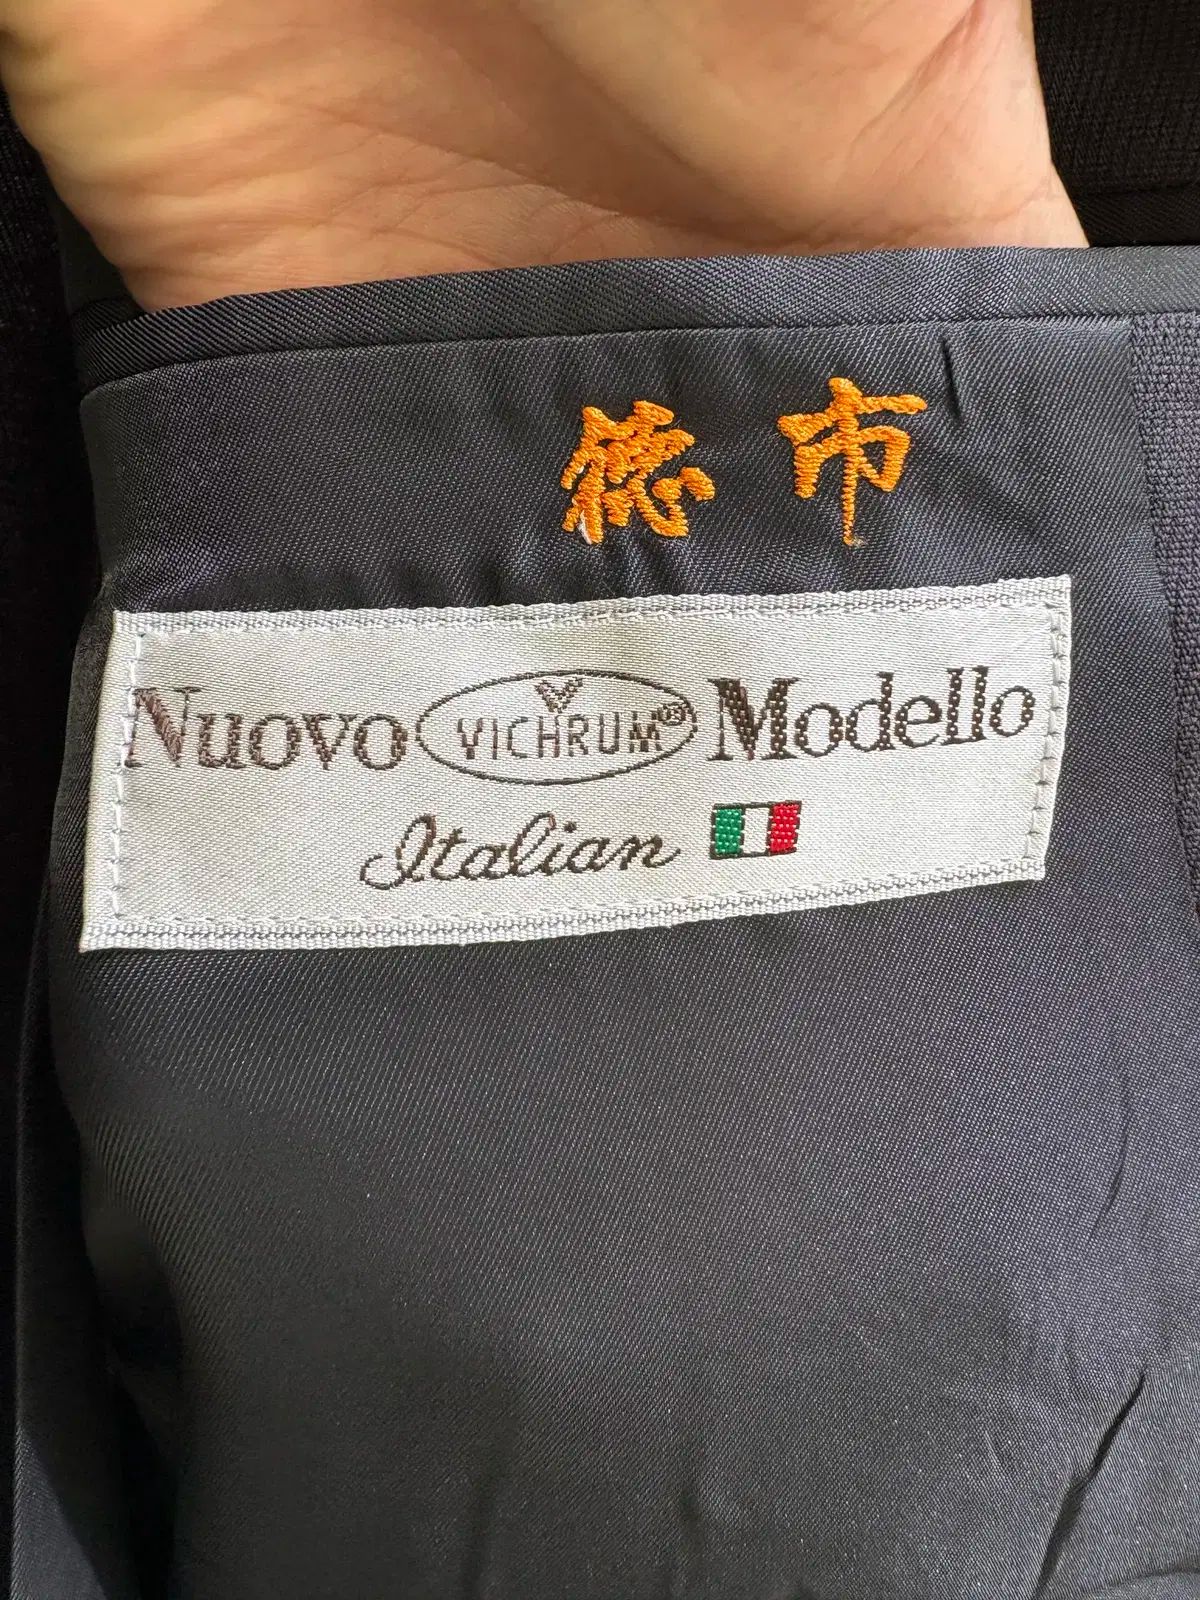 徳市
Nuovo VICHRUM Modello
Italian